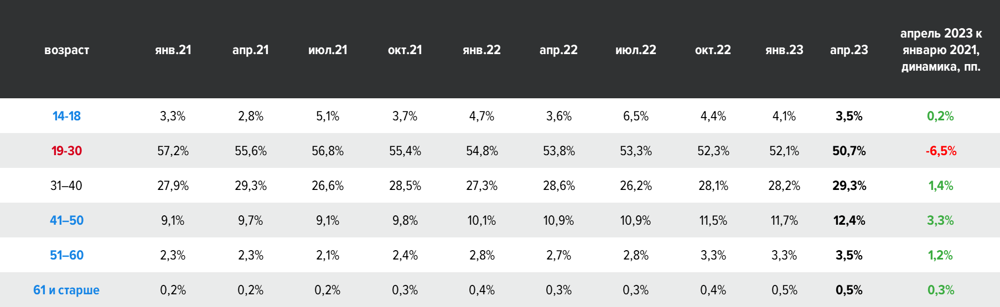 возраст янв.21 апр.21 июл.21 окт.21 янв.22 апр.22 июл.22 окт.22 янв.23 апр.23 апрель 2023 к
январю 2021,
динамика, пп.
14-18 3,3% 2,8% 5,1% 3,7% 4,7% 3,6% 6,5% 4,4% 4,1% 3,5% 0,2%
19-30 57,2% 55,6% 56,8% 55,4% 54,8% 53,8% 53,3% 52,3% 52,1% 50,7% -6,5%
31–40 27,9% 29,3% 26,6% 28,5% 27,3% 28,6% 26,2% 28,1% 28,2% 29,3% 1,4%
41–50 9,1% 9,7% 9,1% 9,8% 10,1% 10,9% 10,9% 11,5% 11,7% 12,4% 3,3%
51–60 2,3% 2,3% 2,1% 2,4% 2,8% 2,7% 2,8% 3,3% 3,3% 3,5% 1,2%
61 и старше 0,2% 0,2% 0,2% 0,3% 0,4% 0,3% 0,3% 0,4% 0,5% 0,5% 0,3%